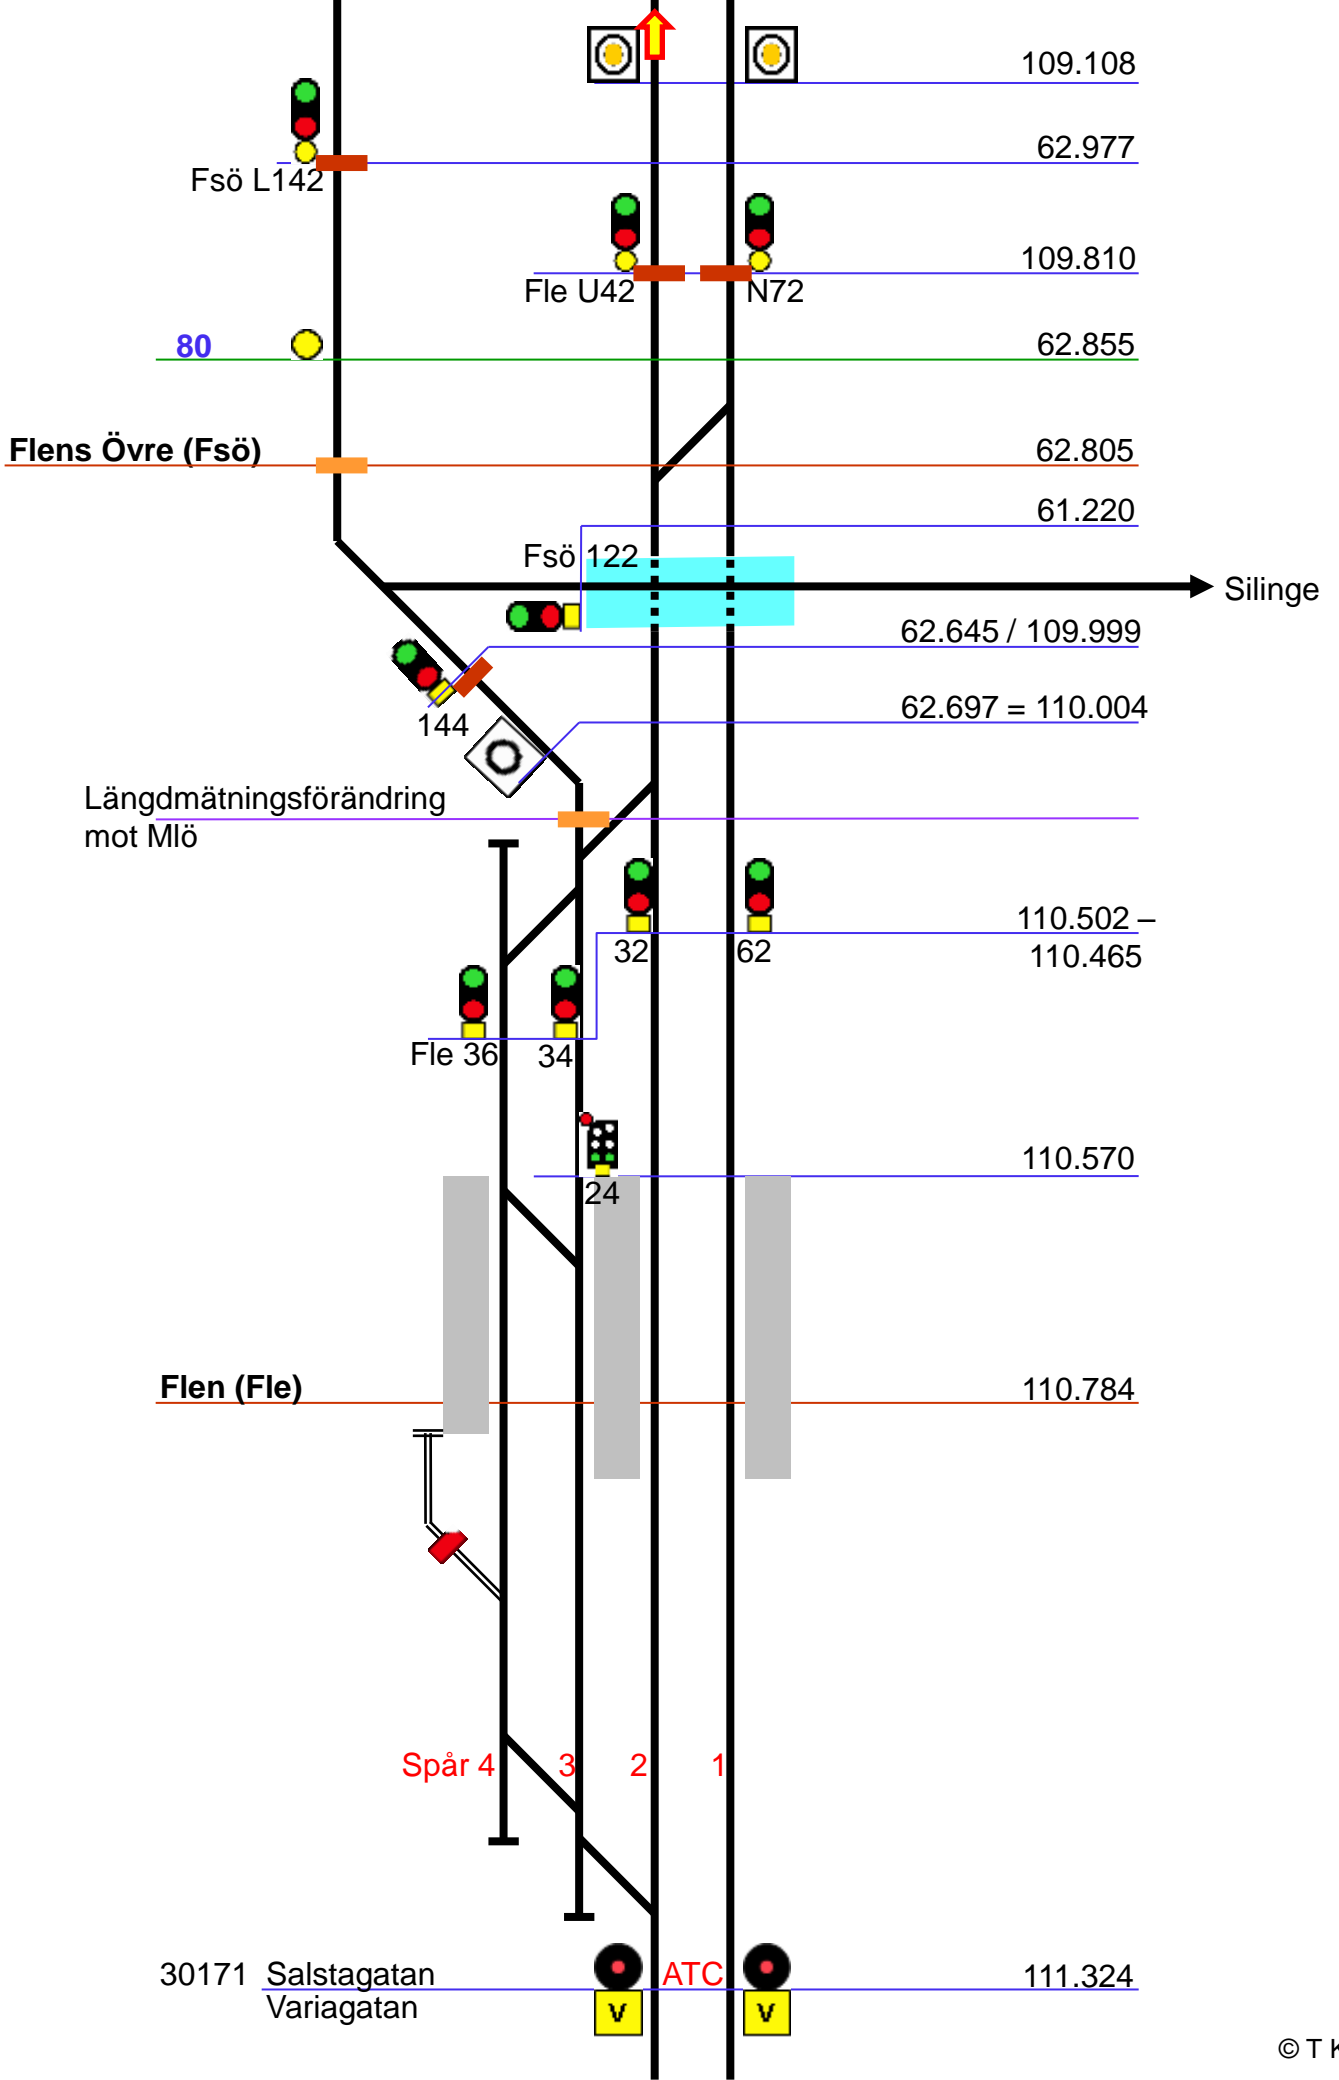 109.108
62.977
Fsö L142
109.810
Fle U42 N72
80 62.855
Flens Övre (Fsö) 62.805
61.220
Fsö 122
Silinge
62.645 / 109.999
144 62.697 = 110.004
Längdmätningsförändring
mot Mlö
110.502 –
32 62 110.465
Fle 36 34
110.570
24
Flen (Fle) 110.784
Spår 4 3 2 1
30171 Salstagatan ATC 111.324
Variagatan V V
© T K